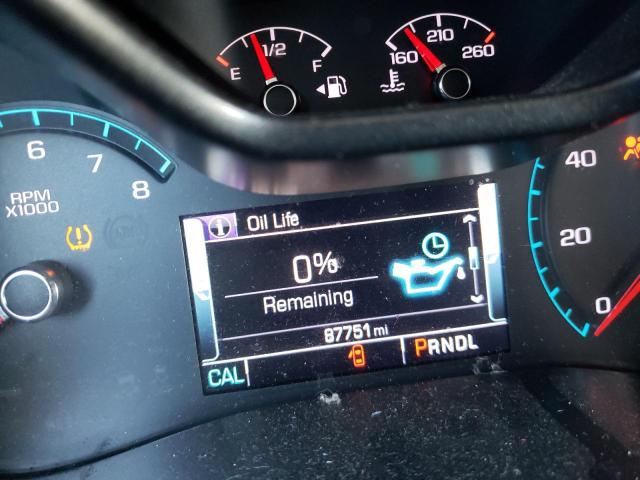 1/2
E
F
160
210
260
6
7
8
RPM
X1000
i
Oil Life
0%
Remaining
87751 mi
CAL
PRNDL
40
20
0